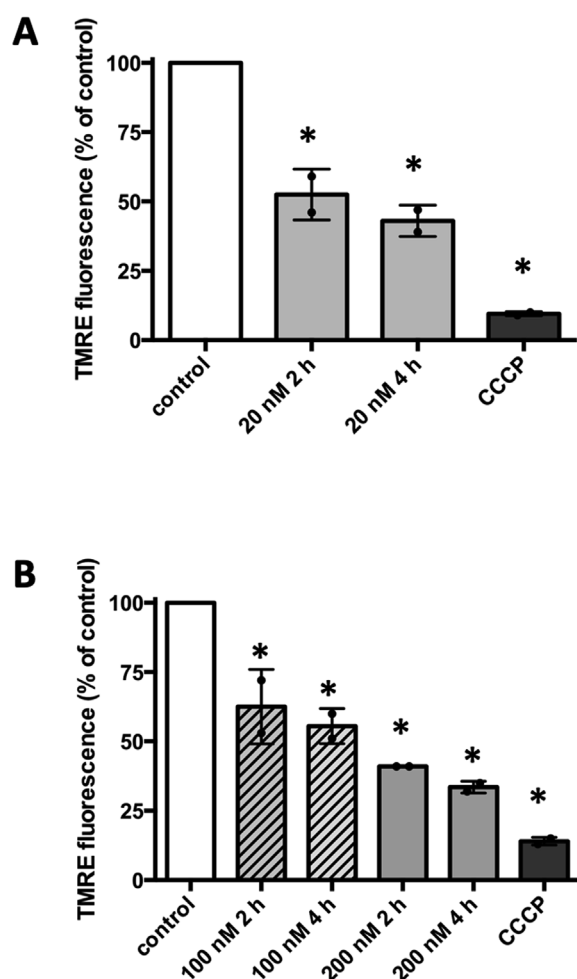 A
TMRE fluorescence (% of control)
100
75
50
25
0
*
*
*
control
20 nM 2 h
20 nM 4 h
CCCP
B
TMRE fluorescence (% of control)
100
75
50
25
0
*
*
*
*
*
control
100 nM 2 h
100 nM 4 h
200 nM 2 h
200 nM 4 h
CCCP